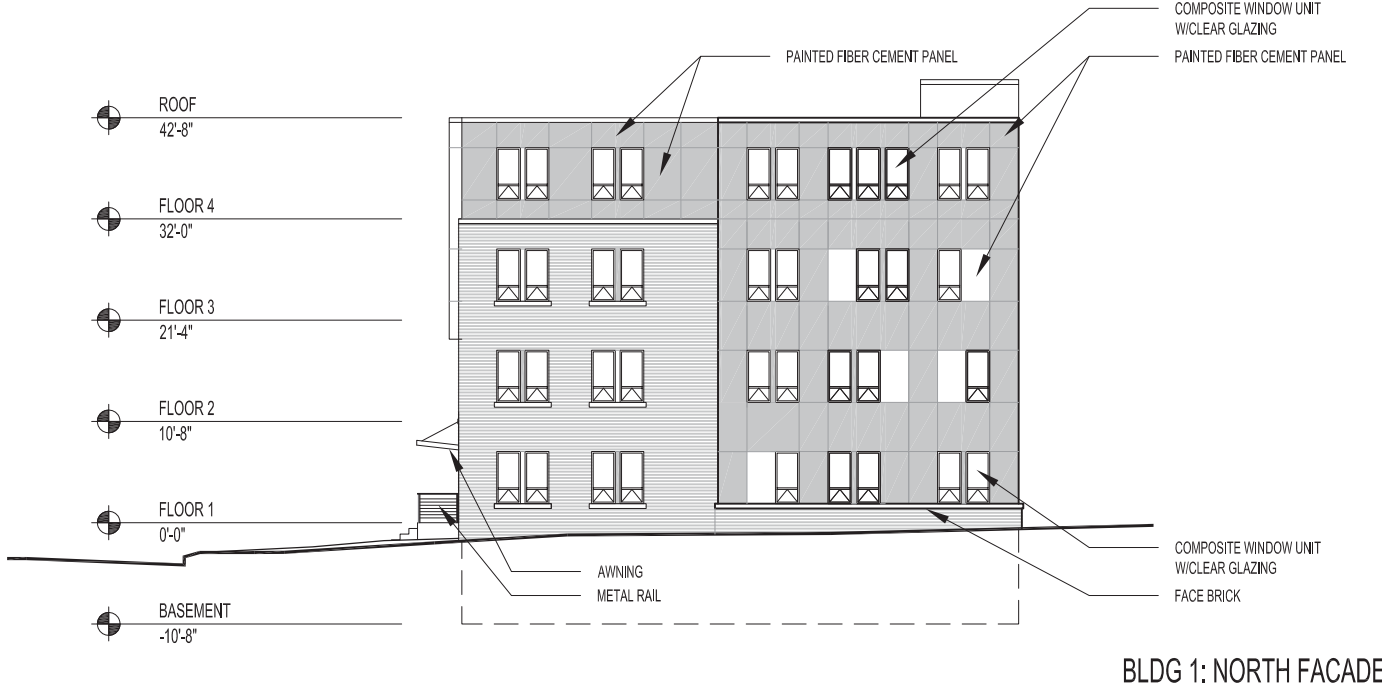 COMPOSITE WINDOW UNIT
W/CLEAR GLAZING
PAINTED FIBER CEMENT PANEL
PAINTED FIBER CEMENT PANEL
ROOF
42'-8"
FLOOR 4
32'-0"
FLOOR 3
21'-4"
FLOOR 2
10'-8"
FLOOR 1
0'-0"
BASEMENT
-10'-8"
AWNING
METAL RAIL
COMPOSITE WINDOW UNIT
W/CLEAR GLAZING
FACE BRICK
BLDG 1: NORTH FACADE